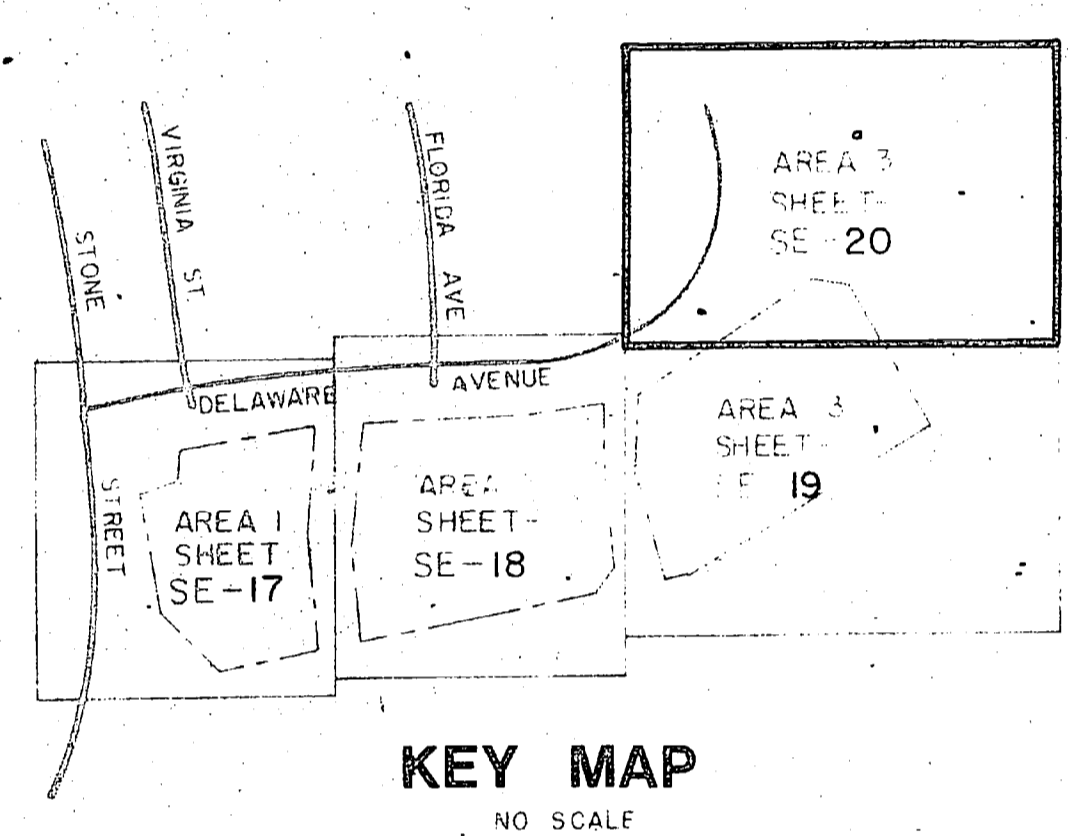 STONE
STREET
VIRGINIA ST.
FLORIDA AVE
DELAWARE AVENUE
AREA 1
SHEET
SE-17
AREA
SHEET-
SE-18
AREA 3
SHEET-
19
AREA 3
SHEET-
SE-20
KEY MAP
NO SCALE